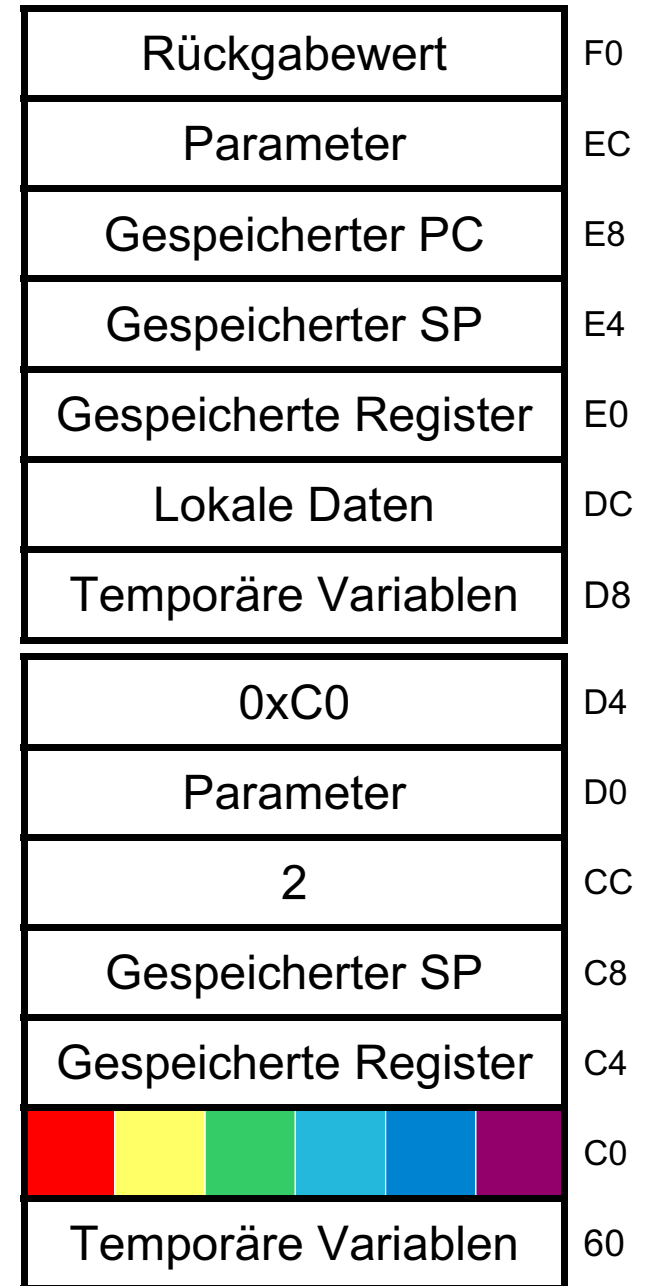 Rückgabewert F0
Parameter EC
Gespeicherter PC E8
Gespeicherter SP E4
Gespeicherte Register E0
Lokale Daten DC
Temporäre Variablen D8
0xC0 D4
Parameter D0
2 CC
Gespeicherter SP C8
Gespeicherte Register C4
C0
Temporäre Variablen 60